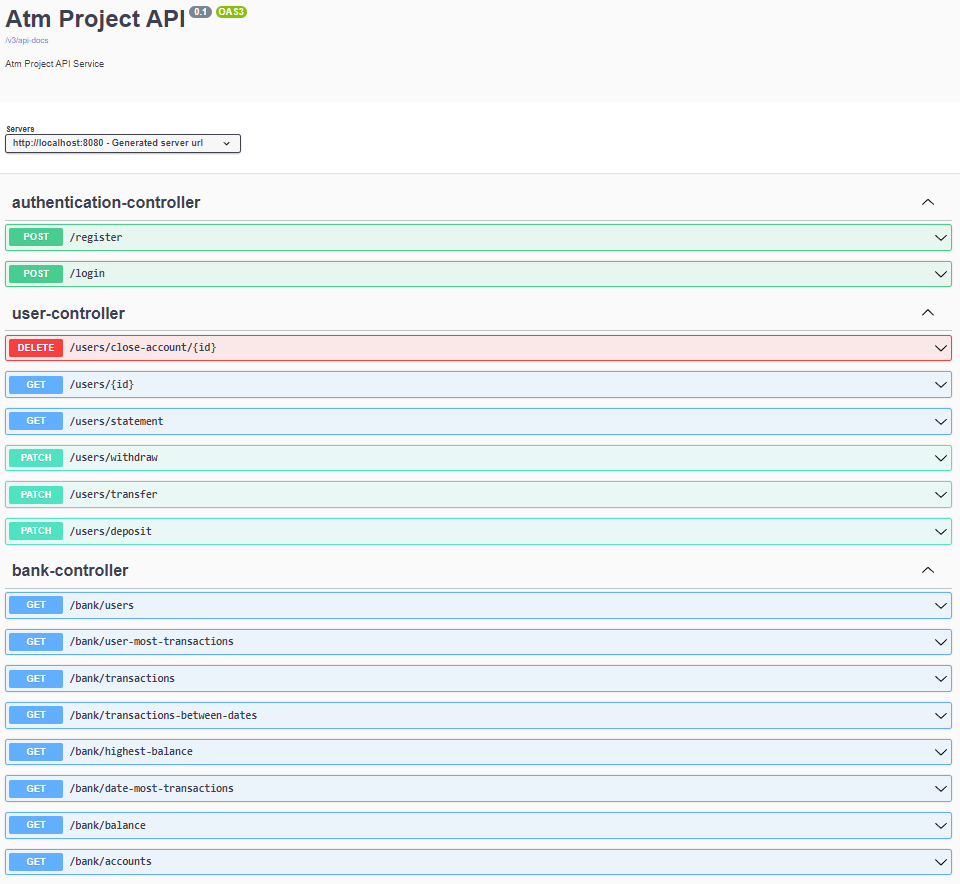 Atm Project API 0.1 OAS3
/v3/api-docs
Atm Project API Service
Servers
http://localhost:8080 - Generated server url
authentication-controller
POST /register
POST /login
user-controller
DELETE /users/close-account/{id}
GET /users/{id}
GET /users/statement
PATCH /users/withdraw
PATCH /users/transfer
PATCH /users/deposit
bank-controller
GET /bank/users
GET /bank/user-most-transactions
GET /bank/transactions
GET /bank/transactions-between-dates
GET /bank/highest-balance
GET /bank/date-most-transactions
GET /bank/balance
GET /bank/accounts